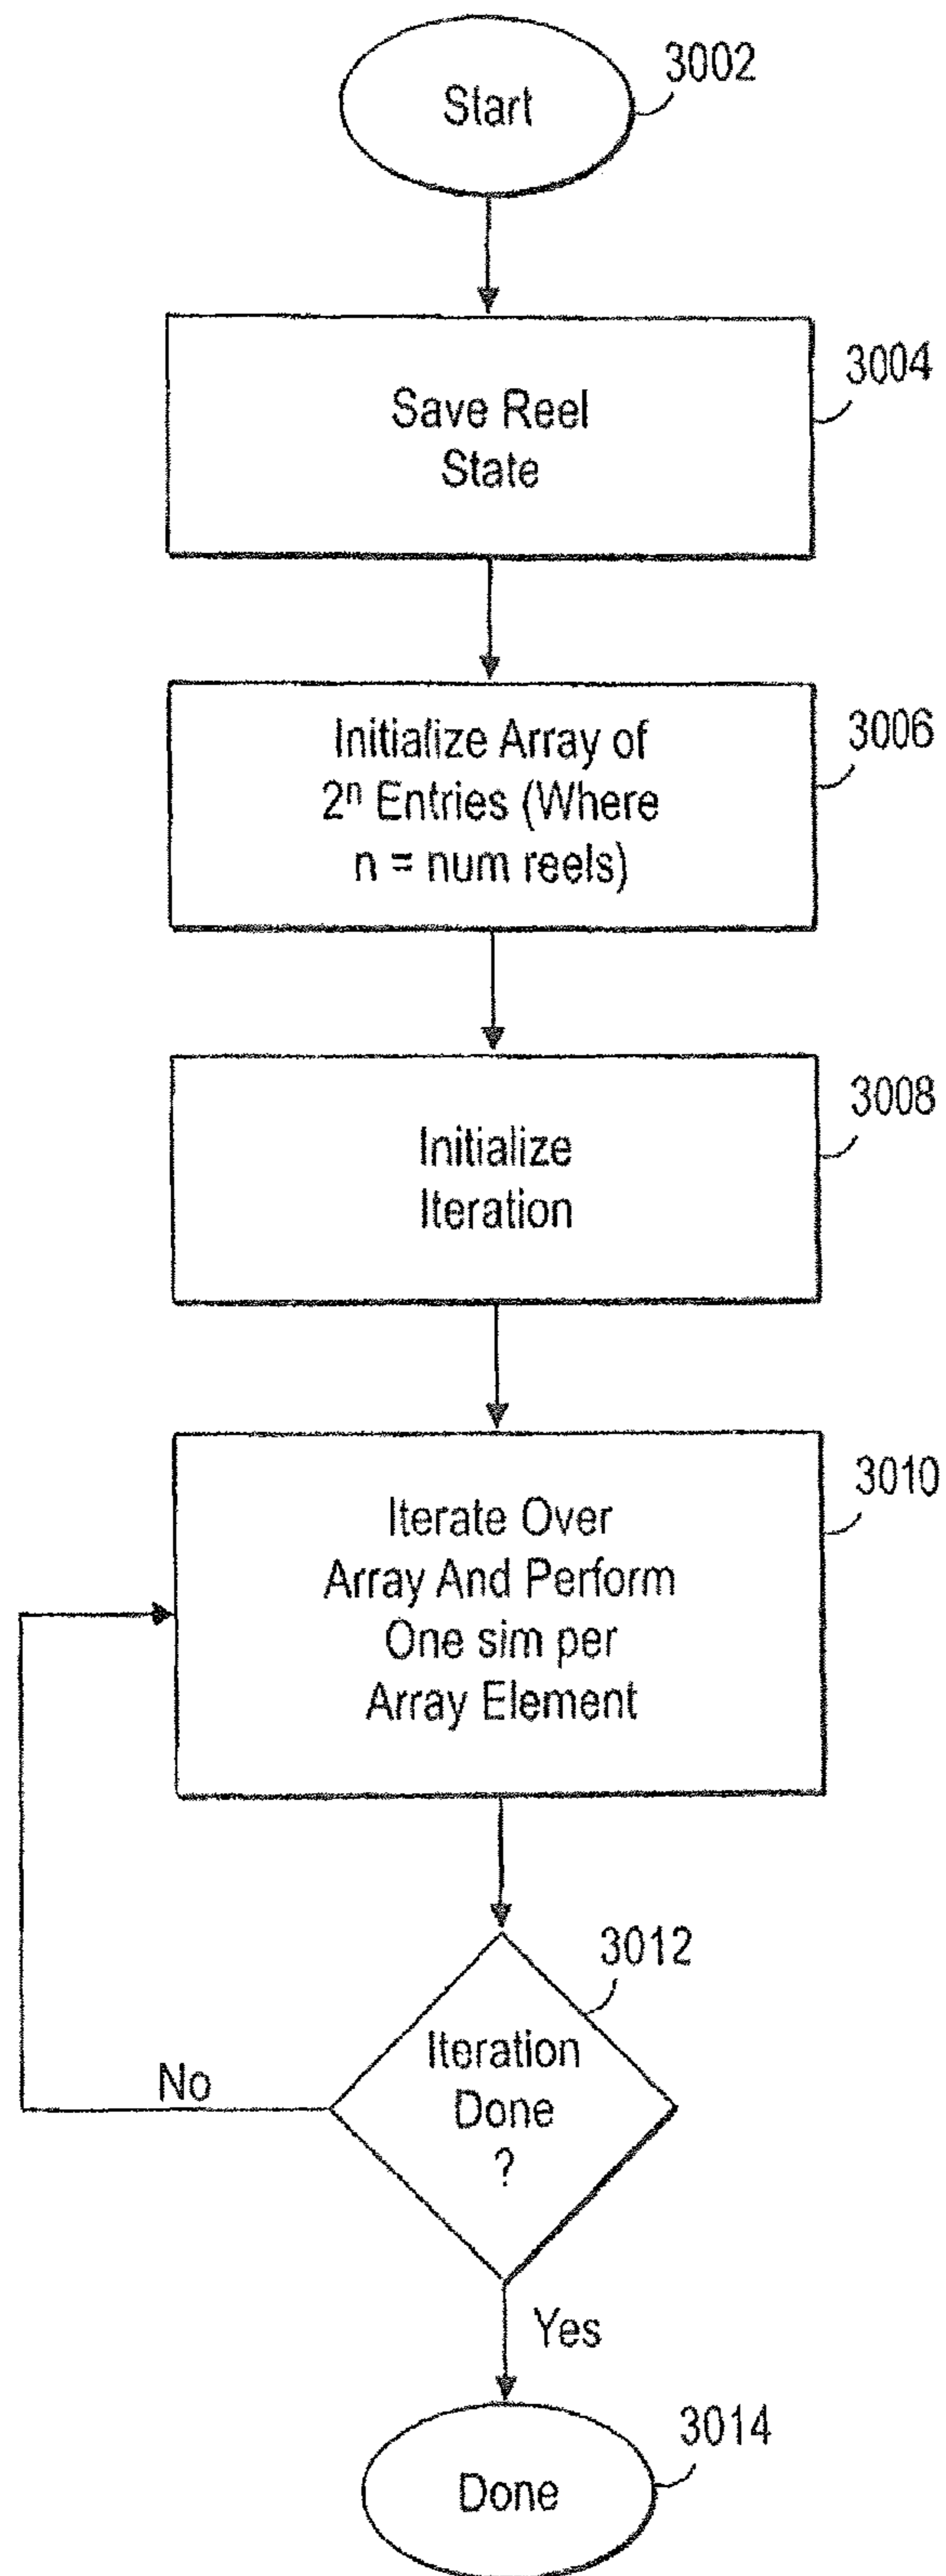 Start
3002
Save Reel
State
3004
Initialize Array of
2ⁿ Entries (Where
n = num reels)
3006
Initialize
Iteration
3008
Iterate Over
Array And Perform
One sim per
Array Element
3010
Iteration
Done
?
3012
No
Yes
Done
3014